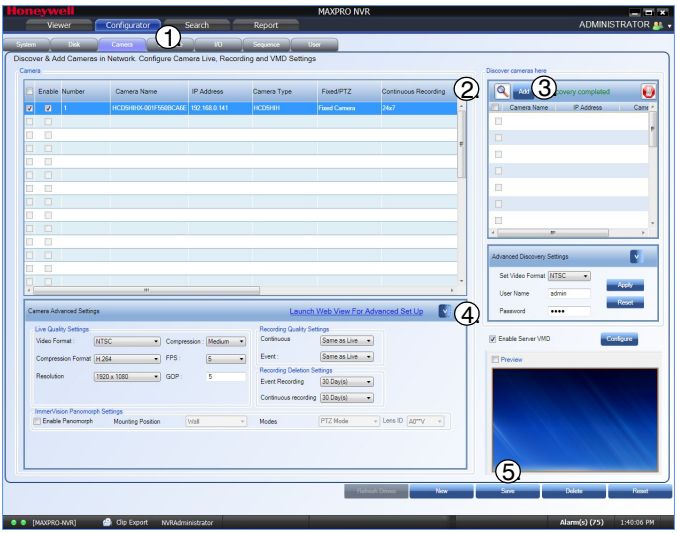 Honeywell
MAXPRO NVR
Viewer Configurator Search Report
ADMINISTRATOR
1
System Disk Camera I/O Sequence User
Discover & Add Cameras in Network. Configure Camera Live, Recording and VMD Settings
Camera
Enable Number Camera Name IP Address Camera Type Fixed/PTZ Continuous Recording
1 HCD5HIHX-001F550BCA6E 192.168.0.141 HCD5HIH Fixed Camera 24x7
2.
Discover cameras here
Add 3. covery completed
Camera Name IP Address Came
Advanced Discovery Settings
Set Video Format NTSC
User Name admin
Password ••••
Apply
Reset
Camera Advanced Settings Launch Web View For Advanced Set Up
4.
Live Quality Settings
Video Format : NTSC Compression : Medium
Compression Format : H.264 FPS : 5
Resolution 1920 x 1080 GOP : 5
Recording Quality Settings
Continuous Same as Live
Event : Same as Live
Recording Deletion Settings
Event Recording 30 Day(s)
Continuous recording 30 Day(s)
ImmerVision Panomorph Settings
Enable Panomorph Mounting Position Wall Modes PTZ Mode Lens ID A0**V
Enable Server VMD Configure
Preview
5.
Refresh Driver New Save Delete Reset
[MAXPRO-NVR] Clip Export NVRAdministrator Alarm(s) (75) 1:40:06 PM